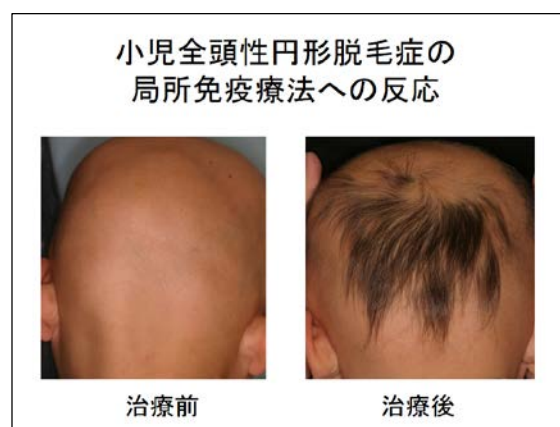 小児全頭性円形脱毛症の
局所免疫療法への反応
治療前
治療後